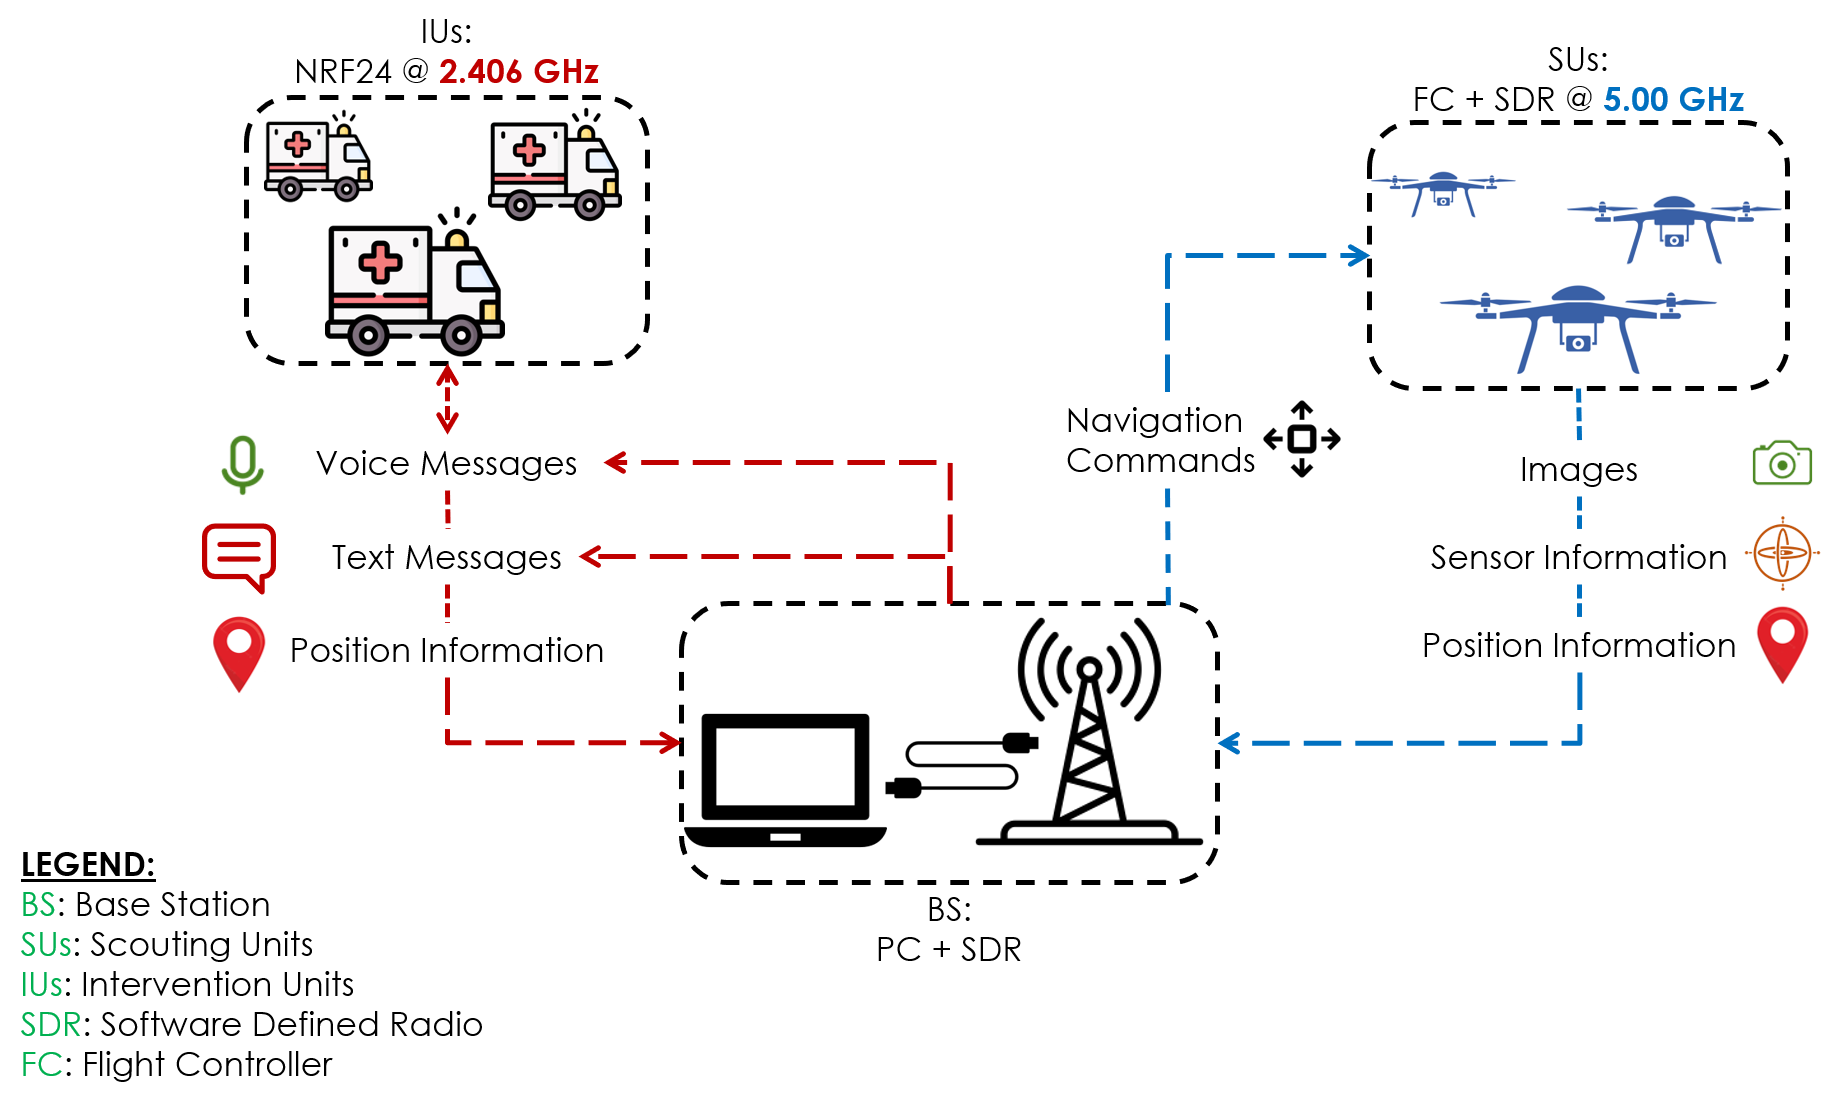 IUs:
NRF24 @ 2.406 GHz
SUs:
FC + SDR @ 5.00 GHz
Navigation
Commands
Voice Messages
Images
Text Messages
Sensor Information
Position Information
Position Information
BS:
PC + SDR
LEGEND:
BS: Base Station
SUs: Scouting Units
IUs: Intervention Units
SDR: Software Defined Radio
FC: Flight Controller